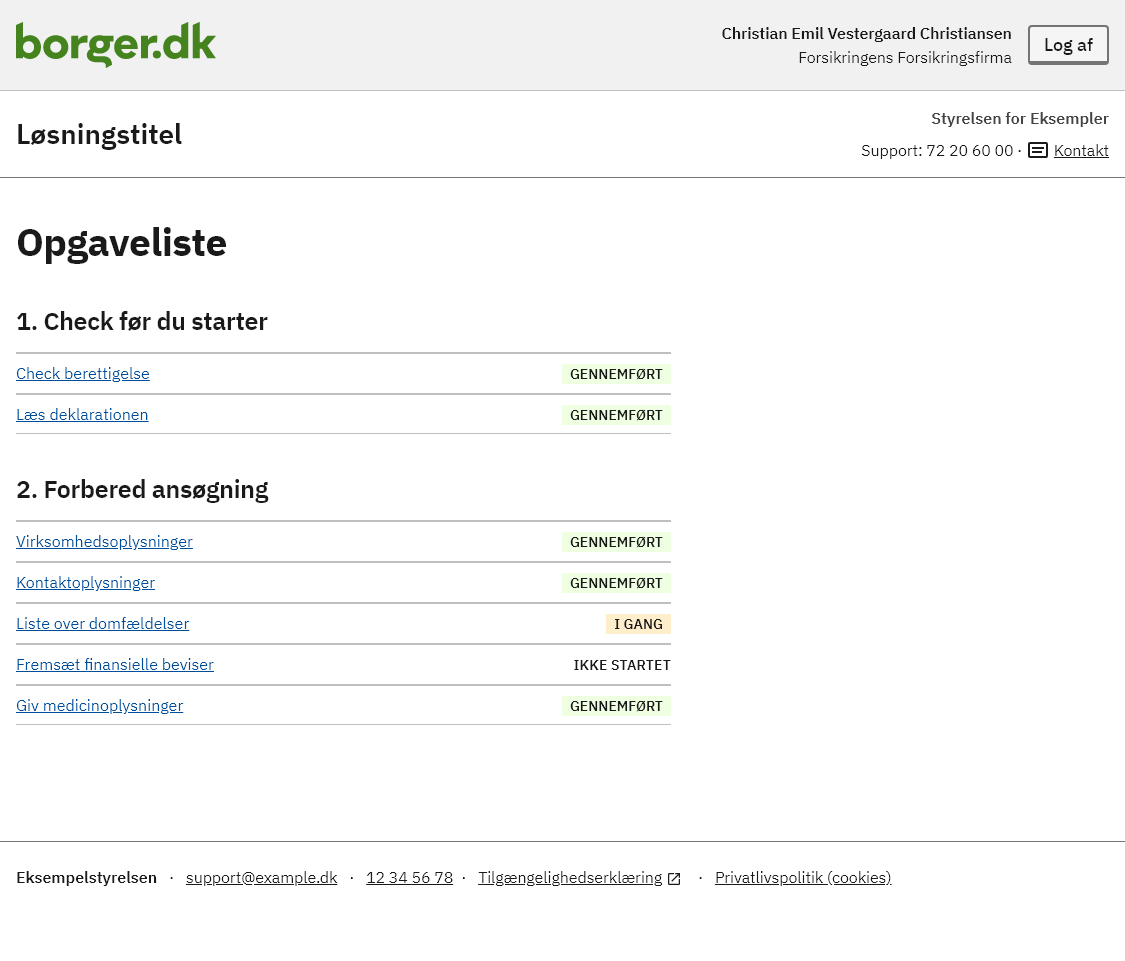 borger.dk
Christian Emil Vestergaard Christiansen
Forsikringens Forsikringsfirma
Log af
Løsningstitel
Styrelsen for Eksempler
Support: 72 20 60 00 · Kontakt
Opgaveliste
1. Check før du starter
Check berettigelse GENNEMFØRT
Læs deklarationen GENNEMFØRT
2. Forbered ansøgning
Virksomhedsoplysninger GENNEMFØRT
Kontaktoplysninger GENNEMFØRT
Liste over domfældelser I GANG
Fremsæt finansielle beviser IKKE STARTET
Giv medicinoplysninger GENNEMFØRT
Eksempelstyrelsen · support@example.dk · 12 34 56 78 · Tilgængelighedserklæring · Privatlivspolitik (cookies)